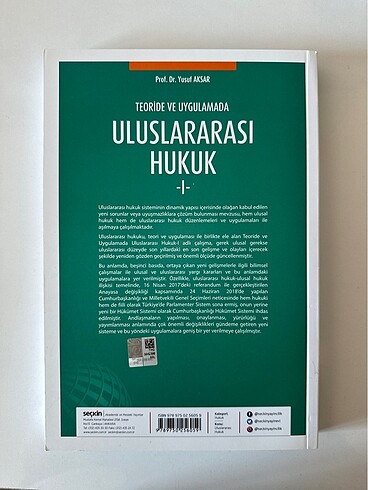 Prof. Dr. Yusuf AKSAR
TEORİDE VE UYGULAMADA
ULUSLARARASI
HUKUK
-I-
Uluslararası hukuk sisteminin dinamik yapısı içerisinde olağan kabul edilen
yeni sorunlar veya uyuşmazlıklara çözüm bulunması mevzusu, hem ulusal
hukuk hem de uluslararası hukuk düzenlemeleri ve uygulamaları ile
aşılmaya çalışılmaktadır.
Uluslararası hukuku, teori ve uygulaması ile birlikte ele alan Teoride ve
Uygulamada Uluslararası Hukuk-I adlı çalışma, gerek ulusal gerekse
uluslararası düzeyde son yıllardaki en son gelişme ve olayları içerecek
şekilde yeniden gözden geçirilmiş ve önemli ölçüde güncellenmiştir.
Bu anlamda, beşinci basıda, ortaya çıkan yeni gelişmelerle ilgili bilimsel
çalışmalar ile ulusal ve uluslararası yargı kararları ve bu anlamdaki
uygulamalara yer verilmiştir. Özellikle, uluslararası hukuk-ulusal hukuk
ilişkisi temelinde, 16 Nisan 2017'deki referandum ile gerçekleştirilen
Anayasa değişikliği kapsamında 24 Haziran 2018'de yapılan
Cumhurbaşkanlığı ve Milletvekili Genel Seçimleri neticesinde hem hukuki
hem de fiili olarak Türkiye'de Parlamenter Sistem sona ermiş, onun yerine
yeni bir Hükümet Sistemi olarak Cumhurbaşkanlığı Hükümet Sistemi ihdas
edilmiştir. Andlaşmaların yapılması, onaylanması, yürürlüğü ve
yayımlanması anlamında çok önemli değişiklikleri gündeme getiren yeni
sisteme ve bu yöndeki uygulamalara geniş bir yer verilmeye çalışılmıştır.
seçkin
ISBN 978 975 02 5605 9
9 789750 256059
Kategori:
Hukuk
Konu:
Uluslararası
Hukuk
@seckinyayincilik
@seckinyayinevi
@seckinyayincilik